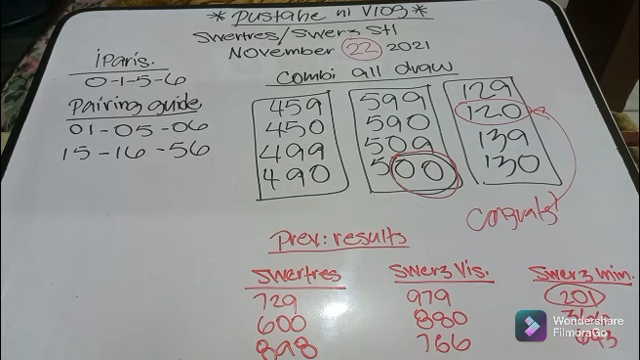 * Pustahe ni Vlog *
Swertres/Swer3 Stl
November 22 2021
iParis.
0-1-5-6
Pairing guide
01-05-06
15-16-56
Combi all draw
459
450
499
490
599
590
509
500
129
120
139
130
Congrats!
Prev: results
Swertres
729
600
898
Swer3 Vis.
979
880
766
Swer3 min.
201
693
Wondershare
FilmoraGo